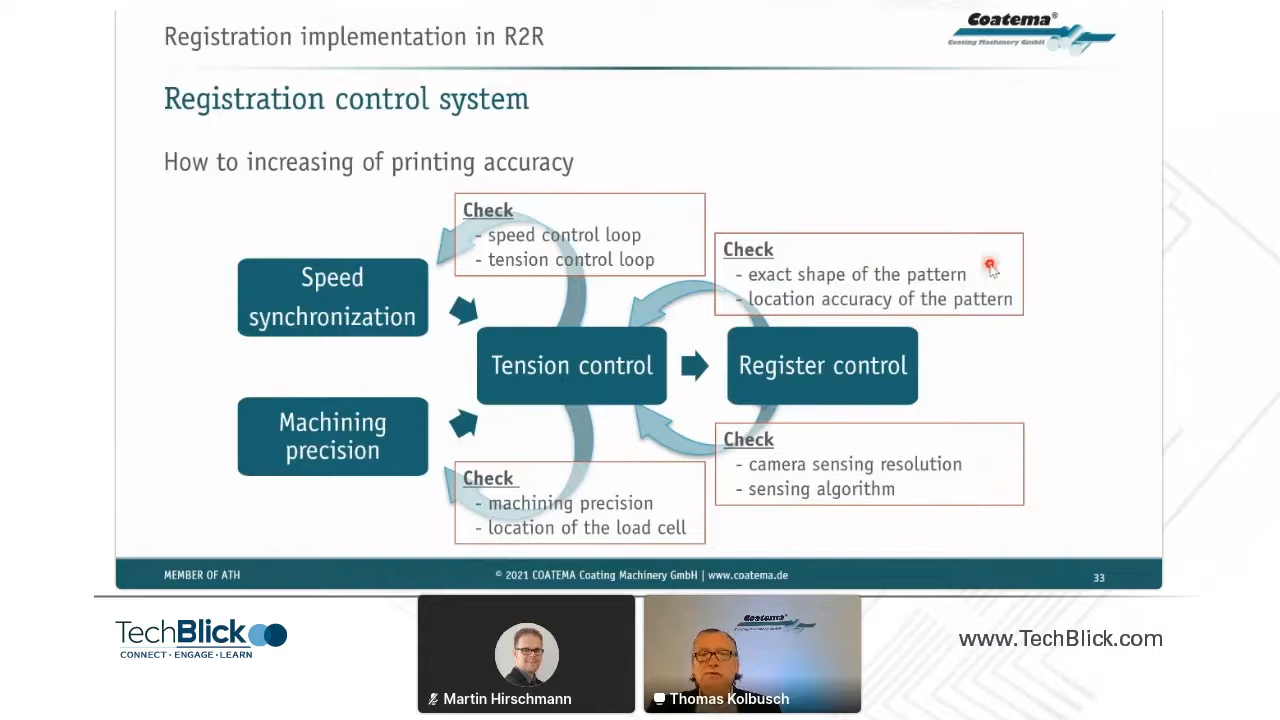 Registration implementation in R2R
Coatema®
Coating Machinery GmbH
Registration control system
How to increasing of printing accuracy
Check
- speed control loop
- tension control loop
Check
- exact shape of the pattern
- location accuracy of the pattern
Speed
synchronization
Tension control
Register control
Machining
precision
Check
- camera sensing resolution
- sensing algorithm
Check
- machining precision
- location of the load cell
MEMBER OF ATH
© 2021 COATEMA Coating Machinery GmbH | www.coatema.de
33
TechBlick
CONNECT · ENGAGE · LEARN
Coatema®
Coating Machinery GmbH
www.TechBlick.com
Martin Hirschmann
Thomas Kolbusch